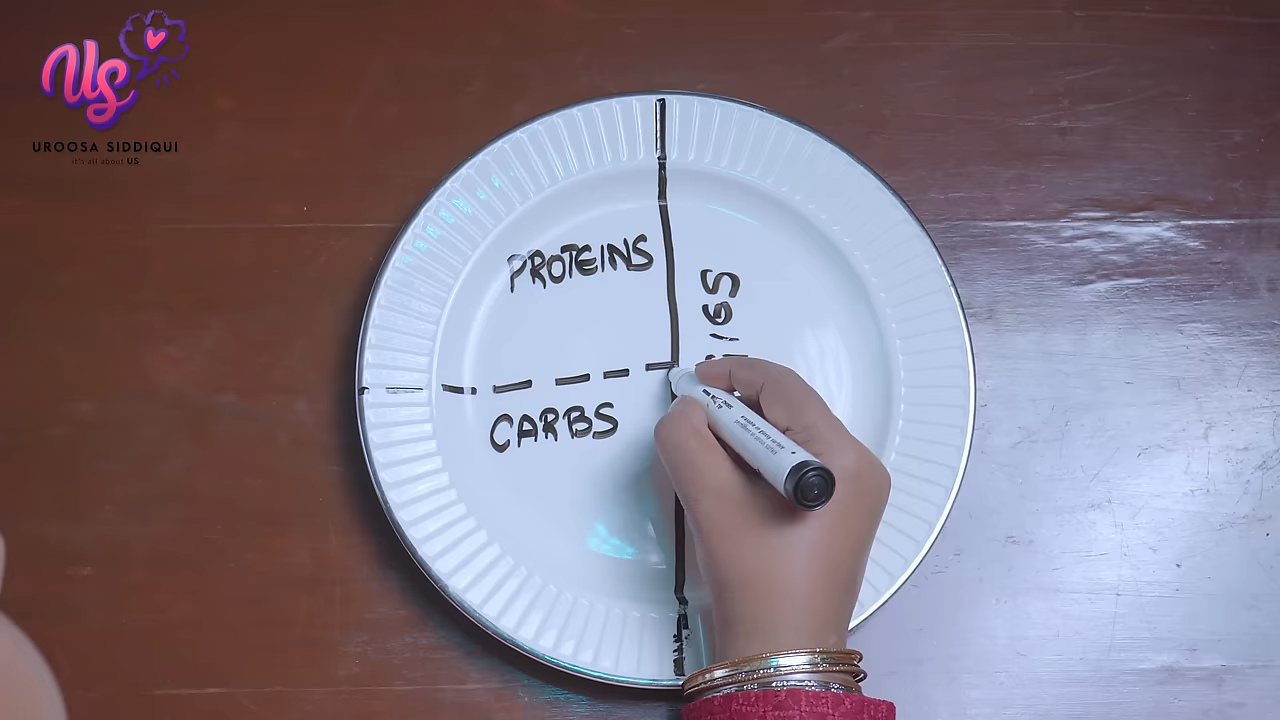 Us
UROOSA SIDDIQUI
it's all about US
PROTEINS
CARBS